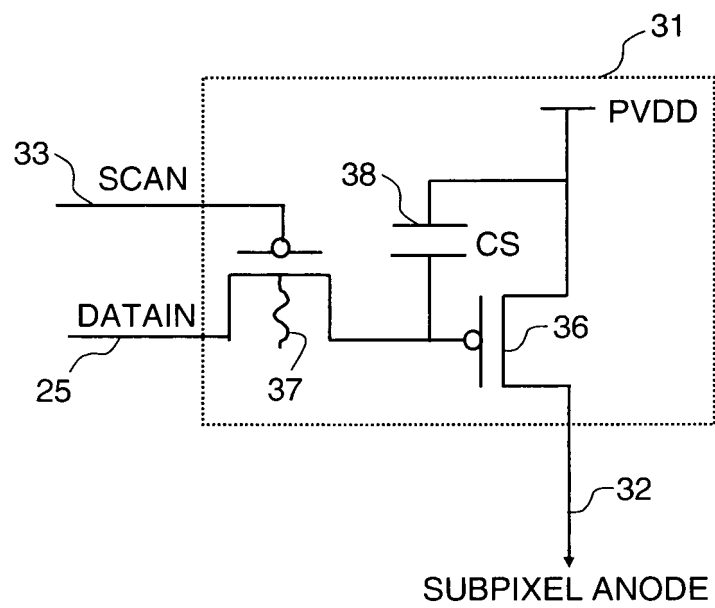 31
PVDD
33
SCAN
38
CS
DATAIN
25
37
36
32
SUBPIXEL ANODE